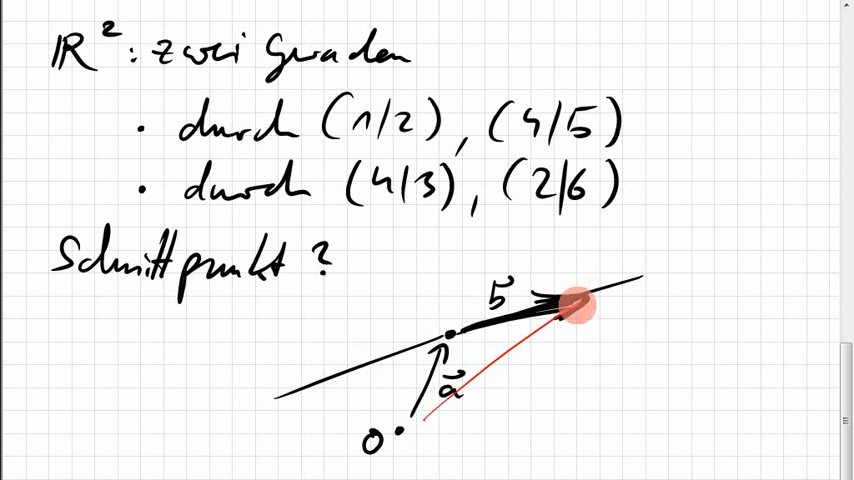 ℝ²: zwei Geraden
• durch (1/2), (4/5)
• durch (4/3), (2/6)
Schnittpunkt?
b⃗
a⃗
0